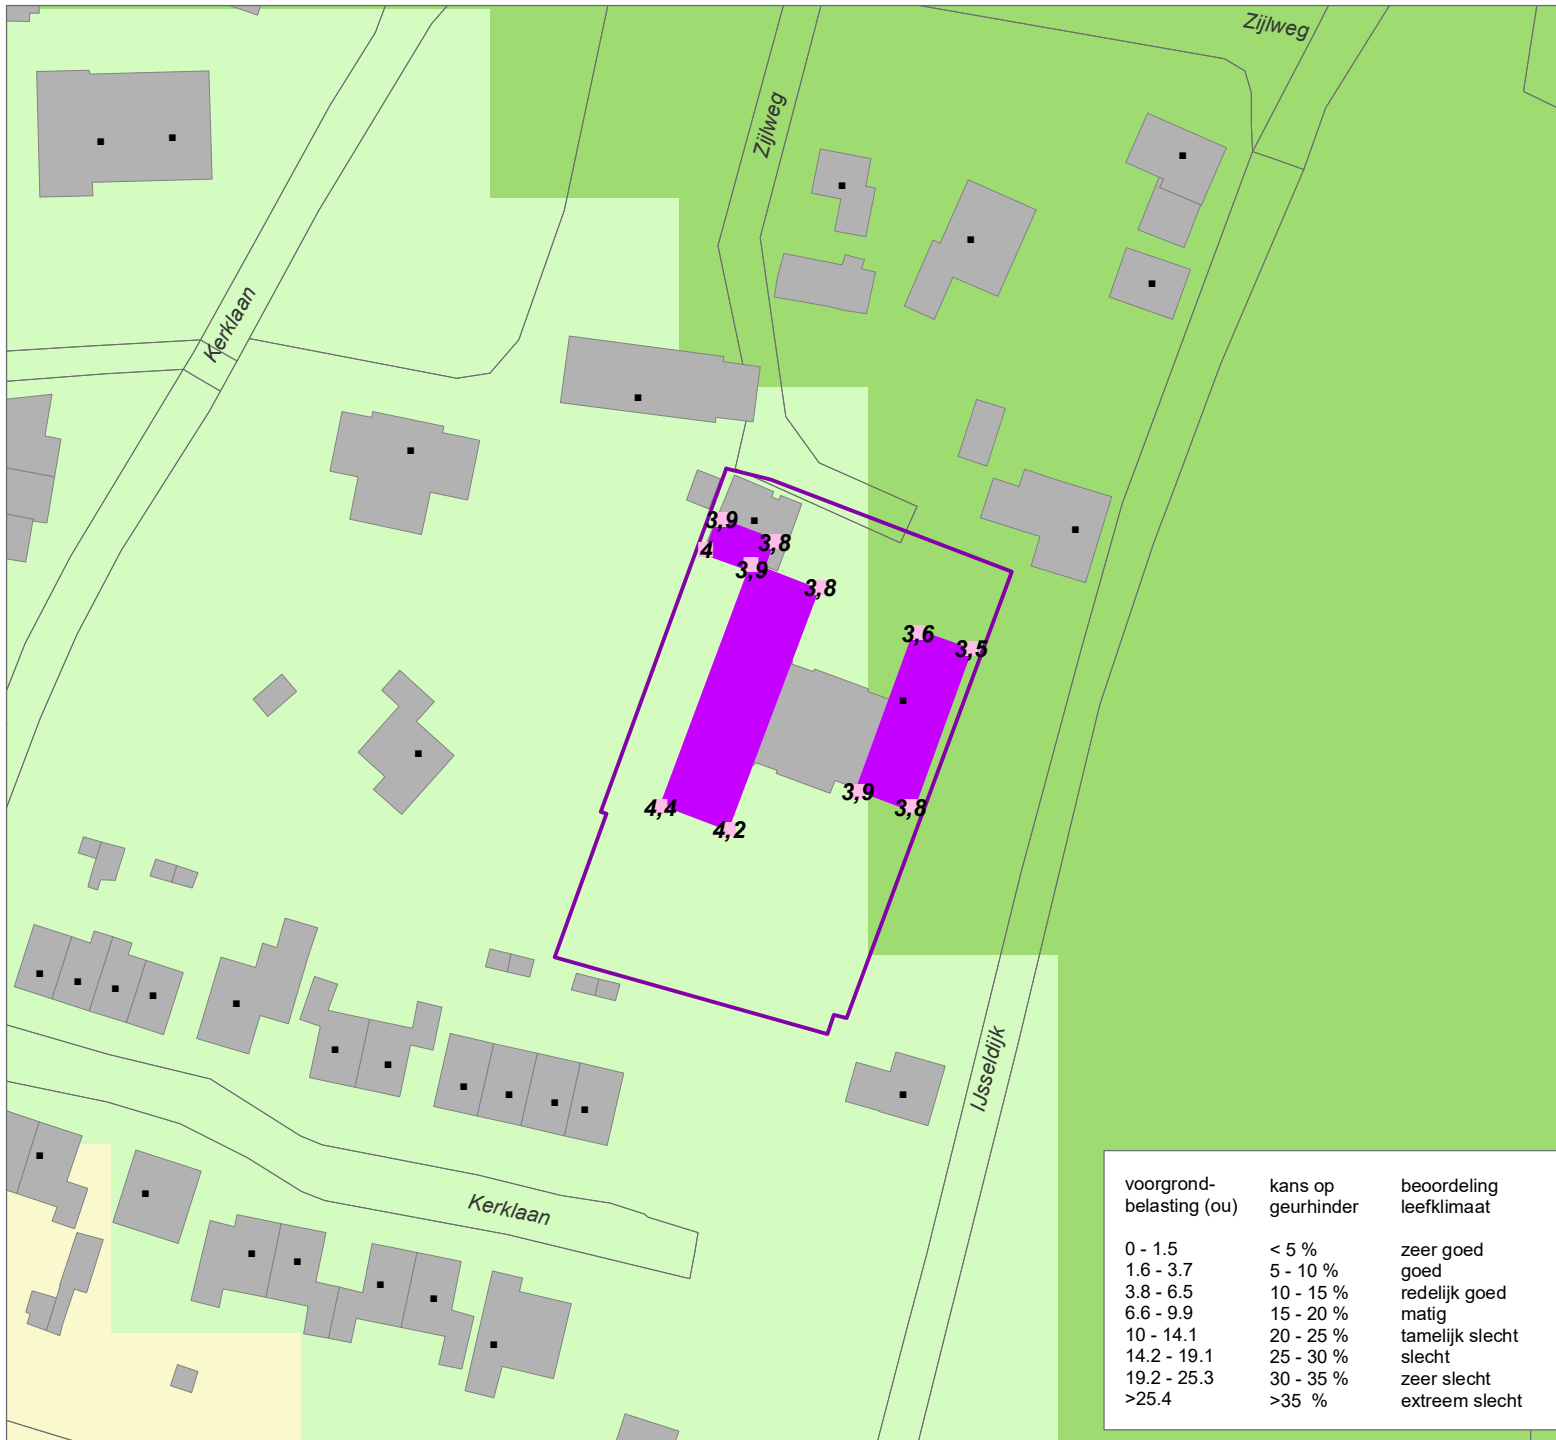 Zijlweg
Zijlweg
Kerklaan
3,9
3,8
4
3,9
3,8
3,6
3,5
3,9
3,8
4,4
4,2
IJsseldijk
Kerklaan
voorgrond- kans op beoordeling
belasting (ou) geurhinder leefklimaat
0 - 1.5 < 5 % zeer goed
1.6 - 3.7 5 - 10 % goed
3.8 - 6.5 10 - 15 % redelijk goed
6.6 - 9.9 15 - 20 % matig
10 - 14.1 20 - 25 % tamelijk slecht
14.2 - 19.1 25 - 30 % slecht
19.2 - 25.3 30 - 35 % zeer slecht
>25.4 >35 % extreem slecht